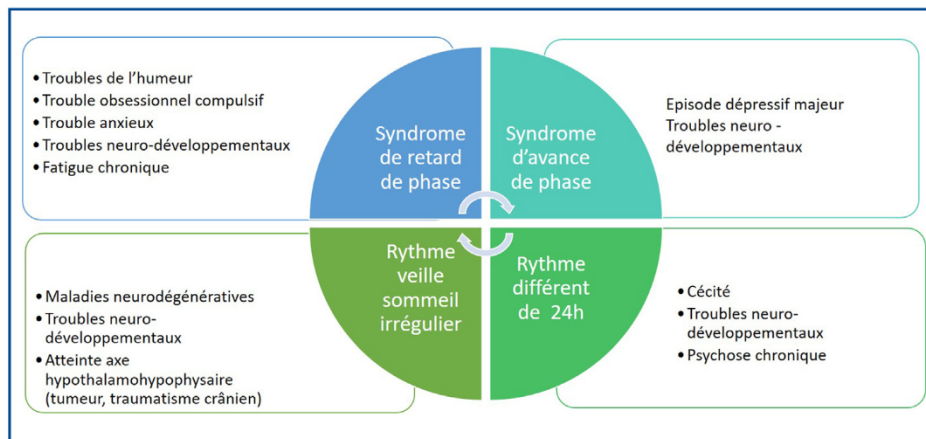 • Troubles de l'humeur
• Trouble obsessionnel compulsif
• Trouble anxieux
• Troubles neuro-développementaux
• Fatigue chronique
Syndrome
de retard
de phase
Syndrome
d'avance
de phase
Episode dépressif majeur
Troubles neuro -
développementaux
• Maladies neurodégénératives
• Troubles neuro-
développementaux
• Atteinte axe
hypothalamohypophysaire
(tumeur, traumatisme crânien)
Rythme
veille
sommeil
irrégulier
Rythme
différent
de 24h
• Cécité
• Troubles neuro-
développementaux
• Psychose chronique